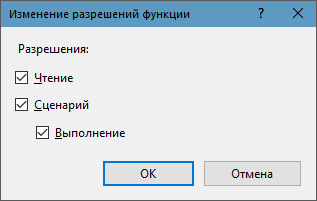 Изменение разрешений функции
Разрешения:
Чтение
Сценарий
Выполнение
ОК Отмена